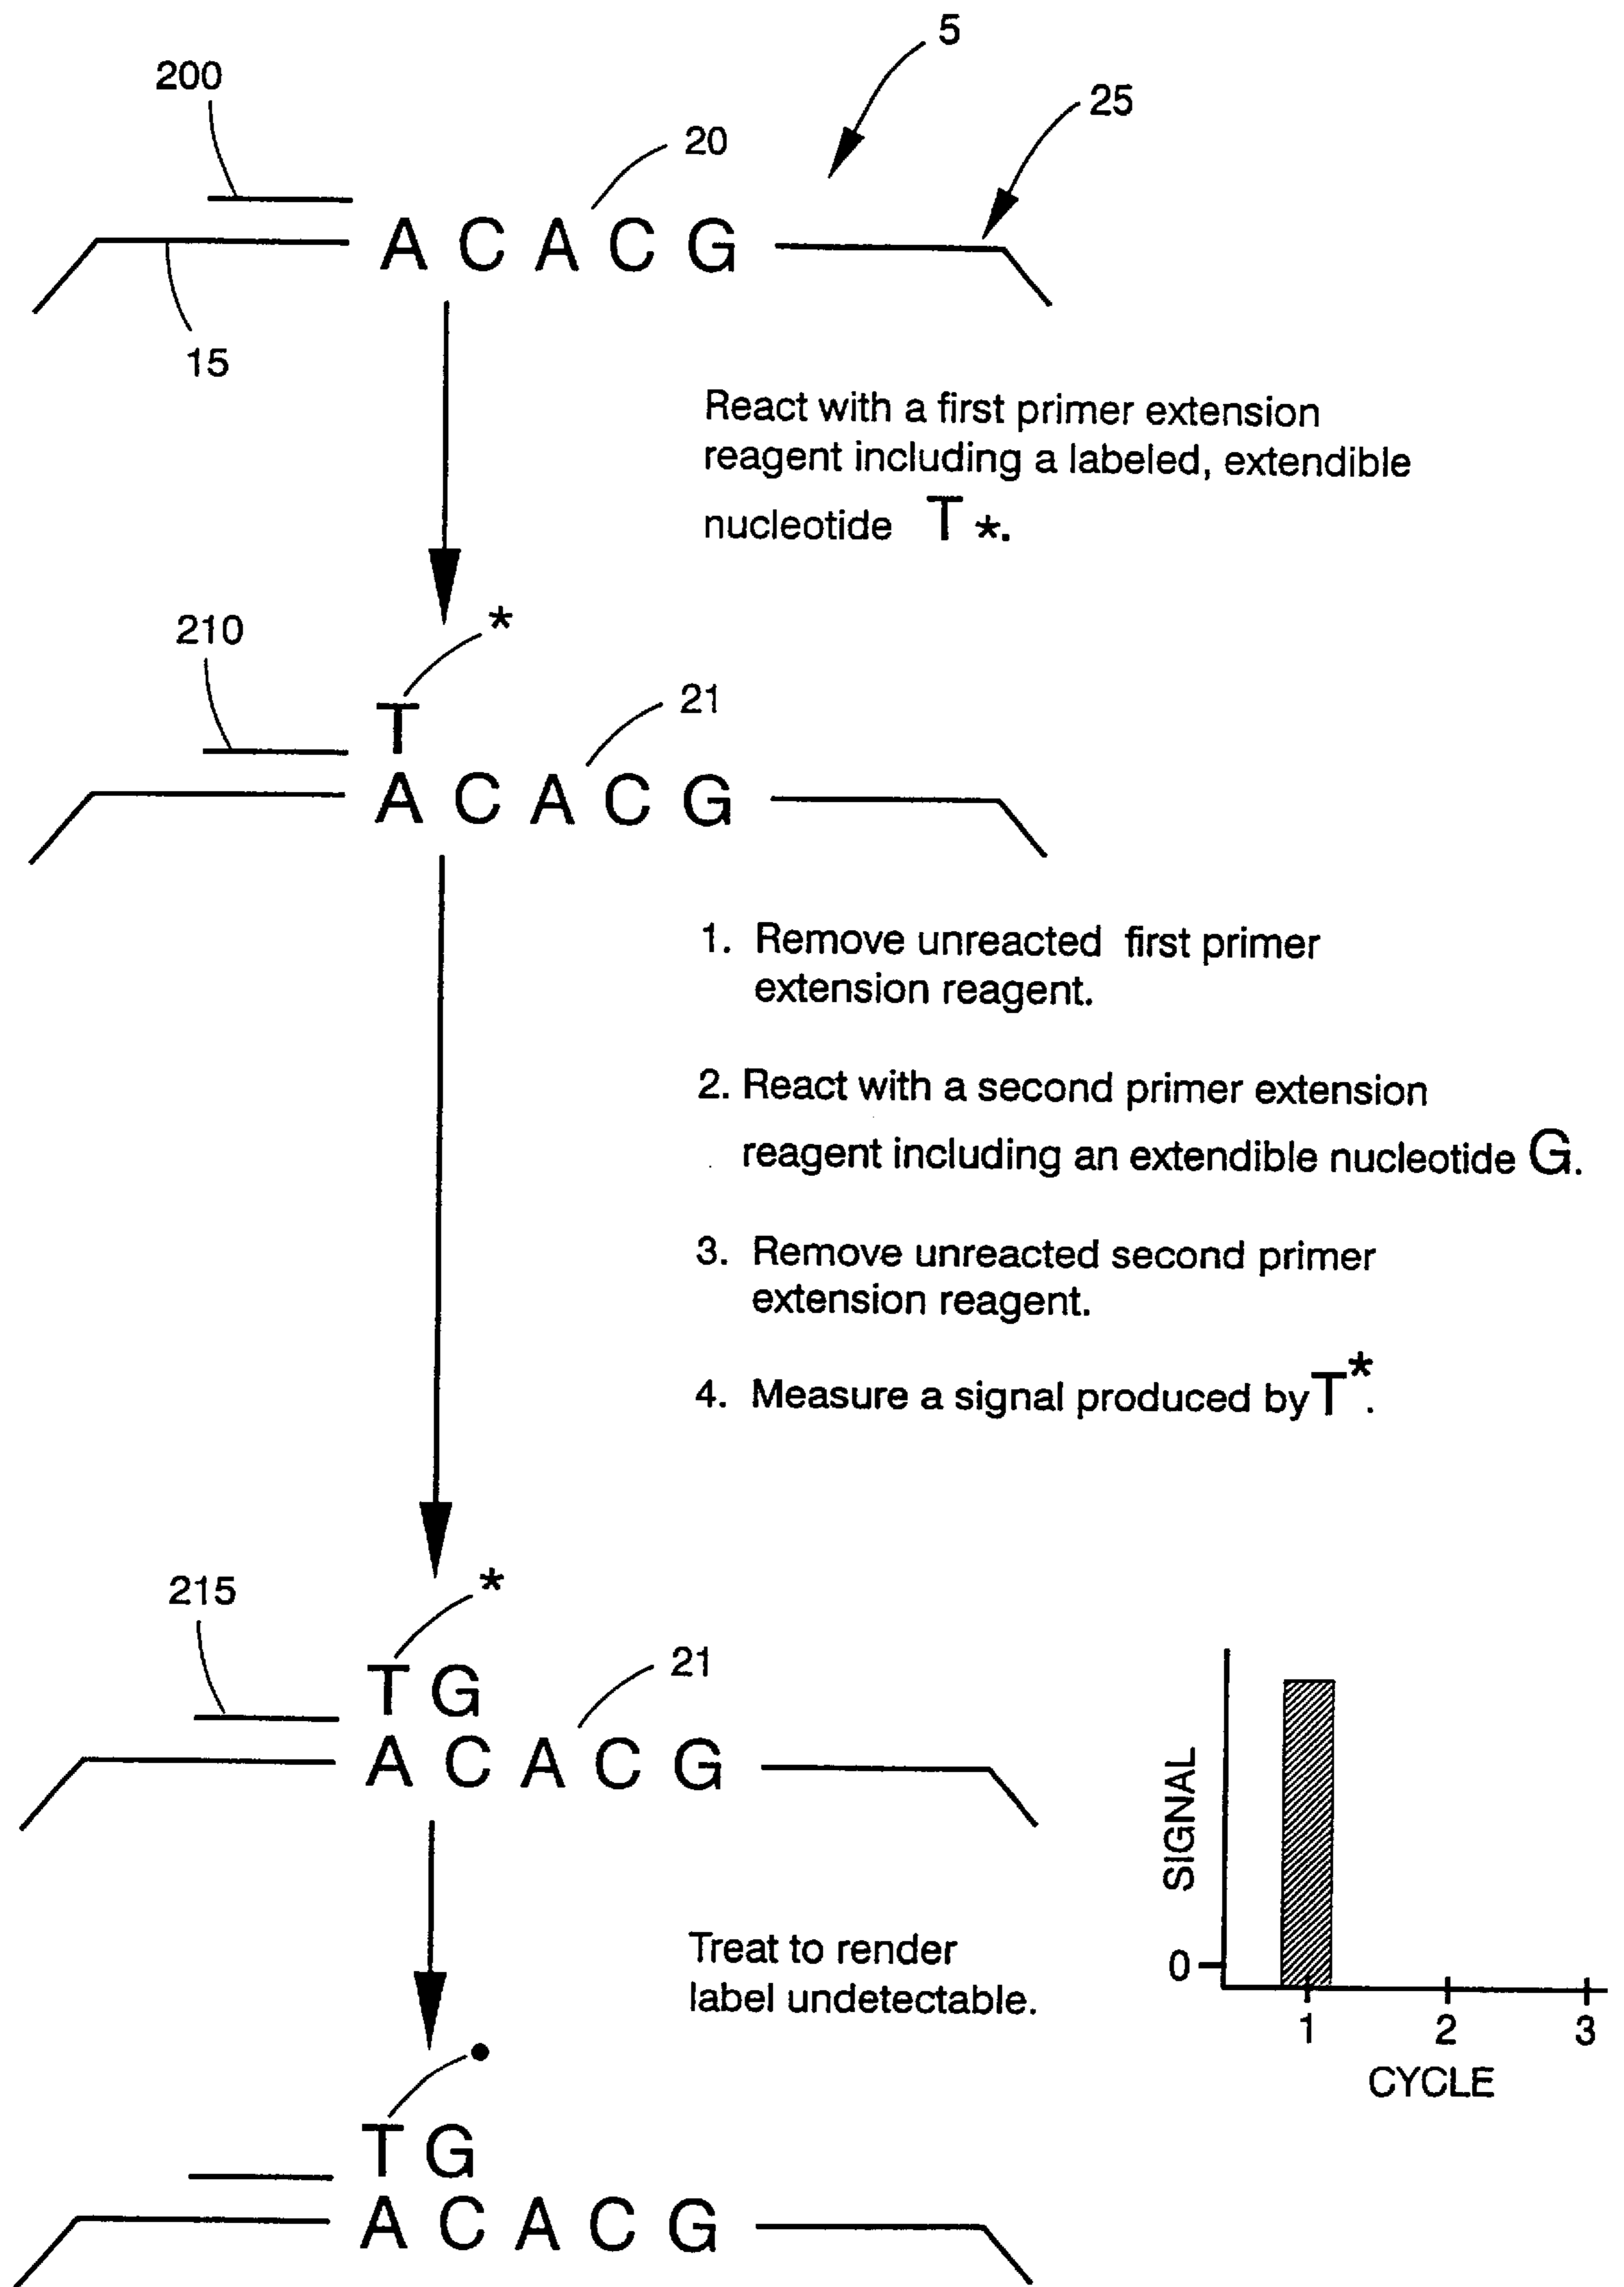 5
200
25
20
A C A C G
15
React with a first primer extension
reagent including a labeled, extendible
nucleotide T *.
*
210
21
T
A C A C G
1. Remove unreacted first primer
extension reagent.
2. React with a second primer extension
reagent including an extendible nucleotide G.
3. Remove unreacted second primer
extension reagent.
4. Measure a signal produced by T*.
*
215
21
T G
A C A C G
SIGNAL
0
1 2 3
CYCLE
Treat to render
label undetectable.
T G
A C A C G